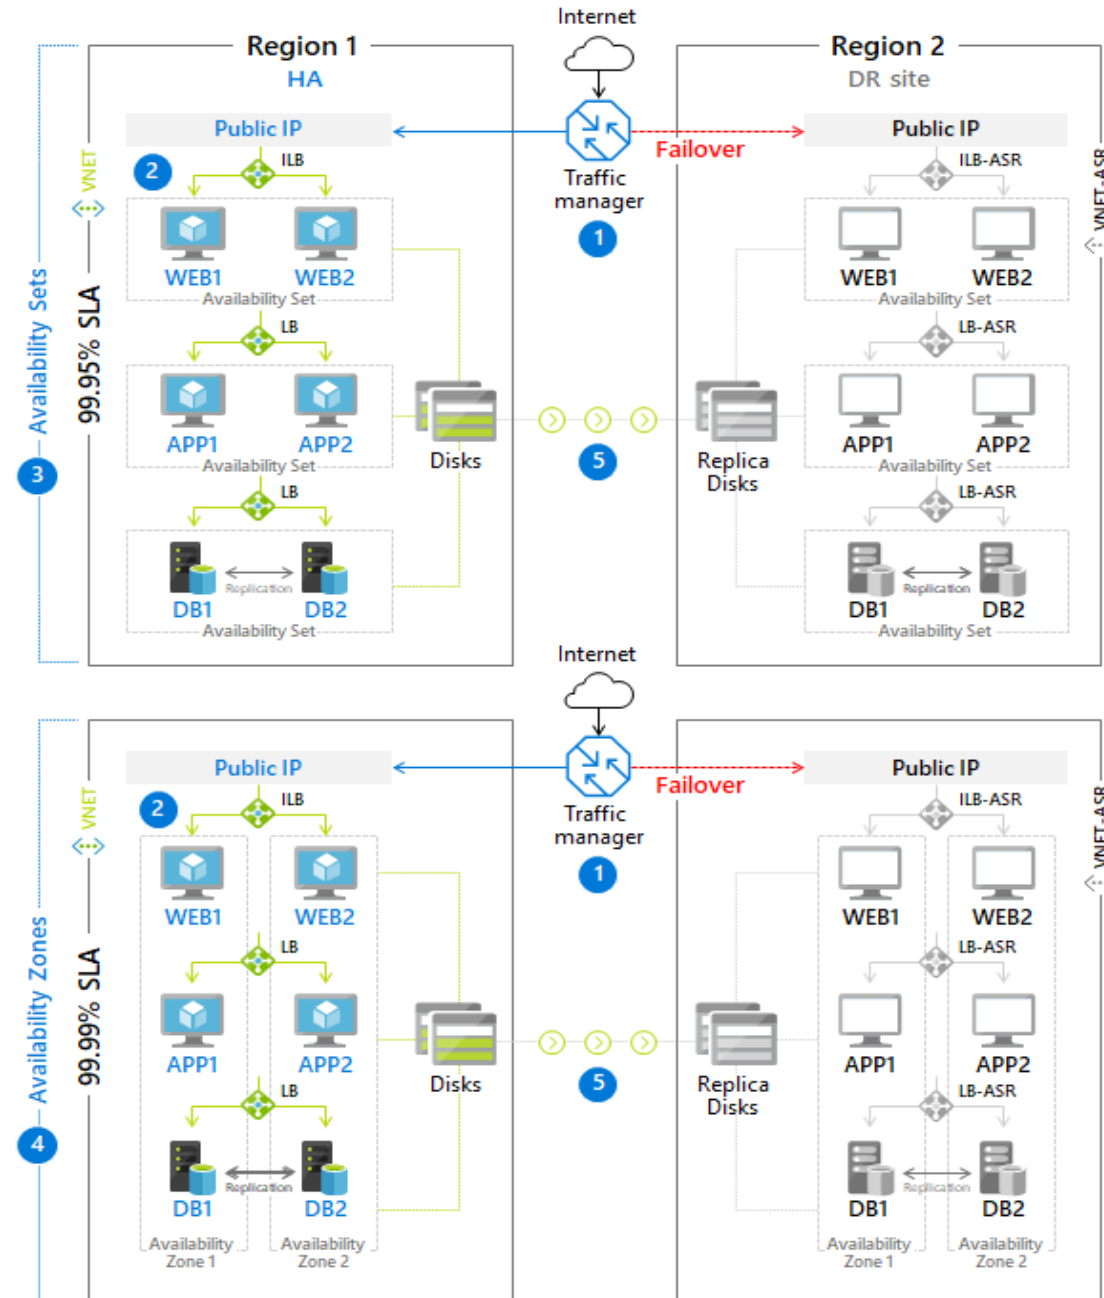 Internet
Region 1
HA
Region 2
DR site
Public IP
Public IP
Failover
2
ILB
ILB-ASR
VNET
VNET-ASR
Traffic
manager
1
WEB1
WEB2
WEB1
WEB2
Availability Set
Availability Set
3
Availability Sets
99.95% SLA
LB
LB-ASR
APP1
APP2
APP1
APP2
Availability Set
Availability Set
Disks
5
Replica
Disks
LB
LB-ASR
Replication
Replication
DB1
DB2
DB1
DB2
Availability Set
Availability Set
Internet
Public IP
Public IP
Failover
2
ILB
ILB-ASR
VNET
VNET-ASR
Traffic
manager
1
WEB1
WEB2
WEB1
WEB2
4
Availability Zones
99.99% SLA
LB
LB-ASR
APP1
APP2
APP1
APP2
Disks
5
Replica
Disks
LB
LB-ASR
Replication
Replication
DB1
DB2
DB1
DB2
Availability
Zone 1
Availability
Zone 2
Availability
Zone 1
Availability
Zone 2